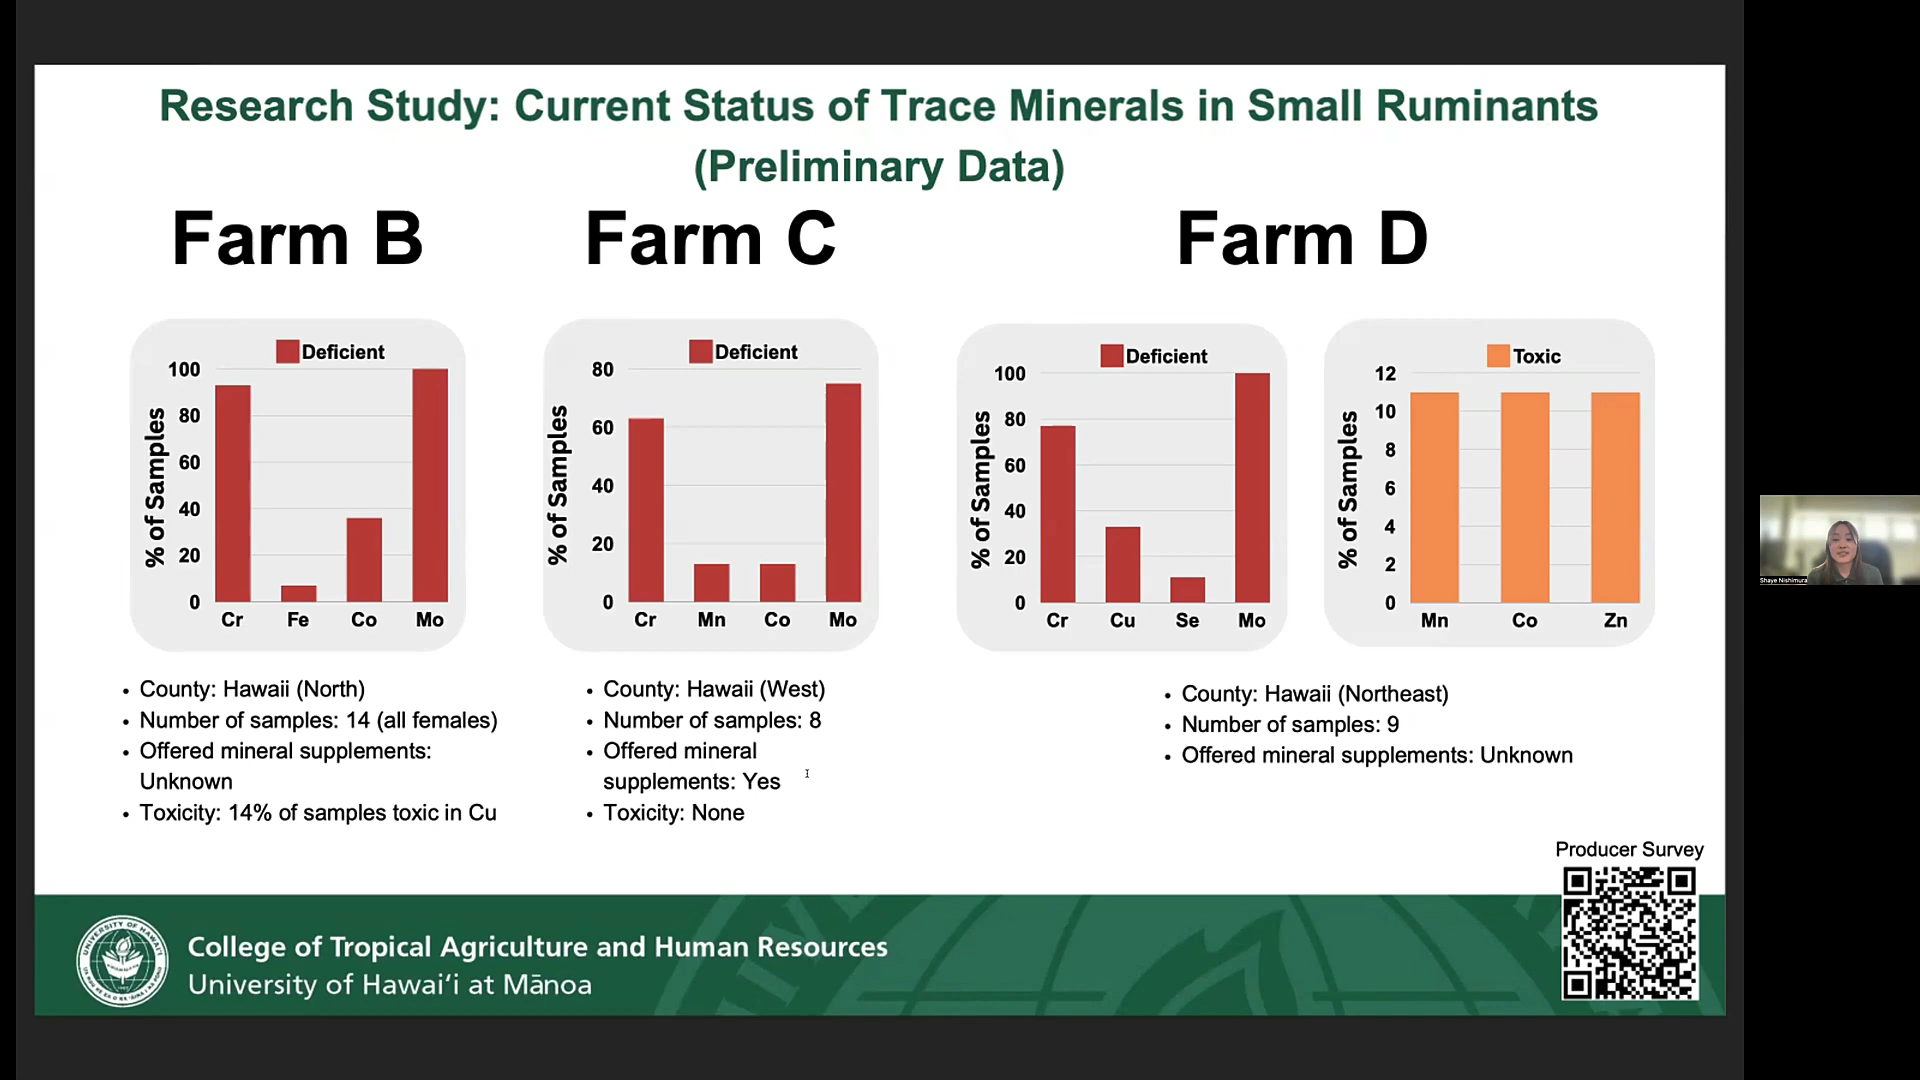 Research Study: Current Status of Trace Minerals in Small Ruminants
(Preliminary Data)
Farm B
Deficient
% of Samples
100
80
60
40
20
0
Cr Fe Co Mo
• County: Hawaii (North)
• Number of samples: 14 (all females)
• Offered mineral supplements:
Unknown
• Toxicity: 14% of samples toxic in Cu
Farm C
Deficient
% of Samples
80
60
40
20
0
Cr Mn Co Mo
• County: Hawaii (West)
• Number of samples: 8
• Offered mineral
supplements: Yes
• Toxicity: None
Farm D
Deficient
% of Samples
100
80
60
40
20
0
Cr Cu Se Mo
Toxic
% of Samples
12
10
8
6
4
2
0
Mn Co Zn
• County: Hawaii (Northeast)
• Number of samples: 9
• Offered mineral supplements: Unknown
Producer Survey
College of Tropical Agriculture and Human Resources
University of Hawaiʻi at Mānoa
Shaye Nishimura